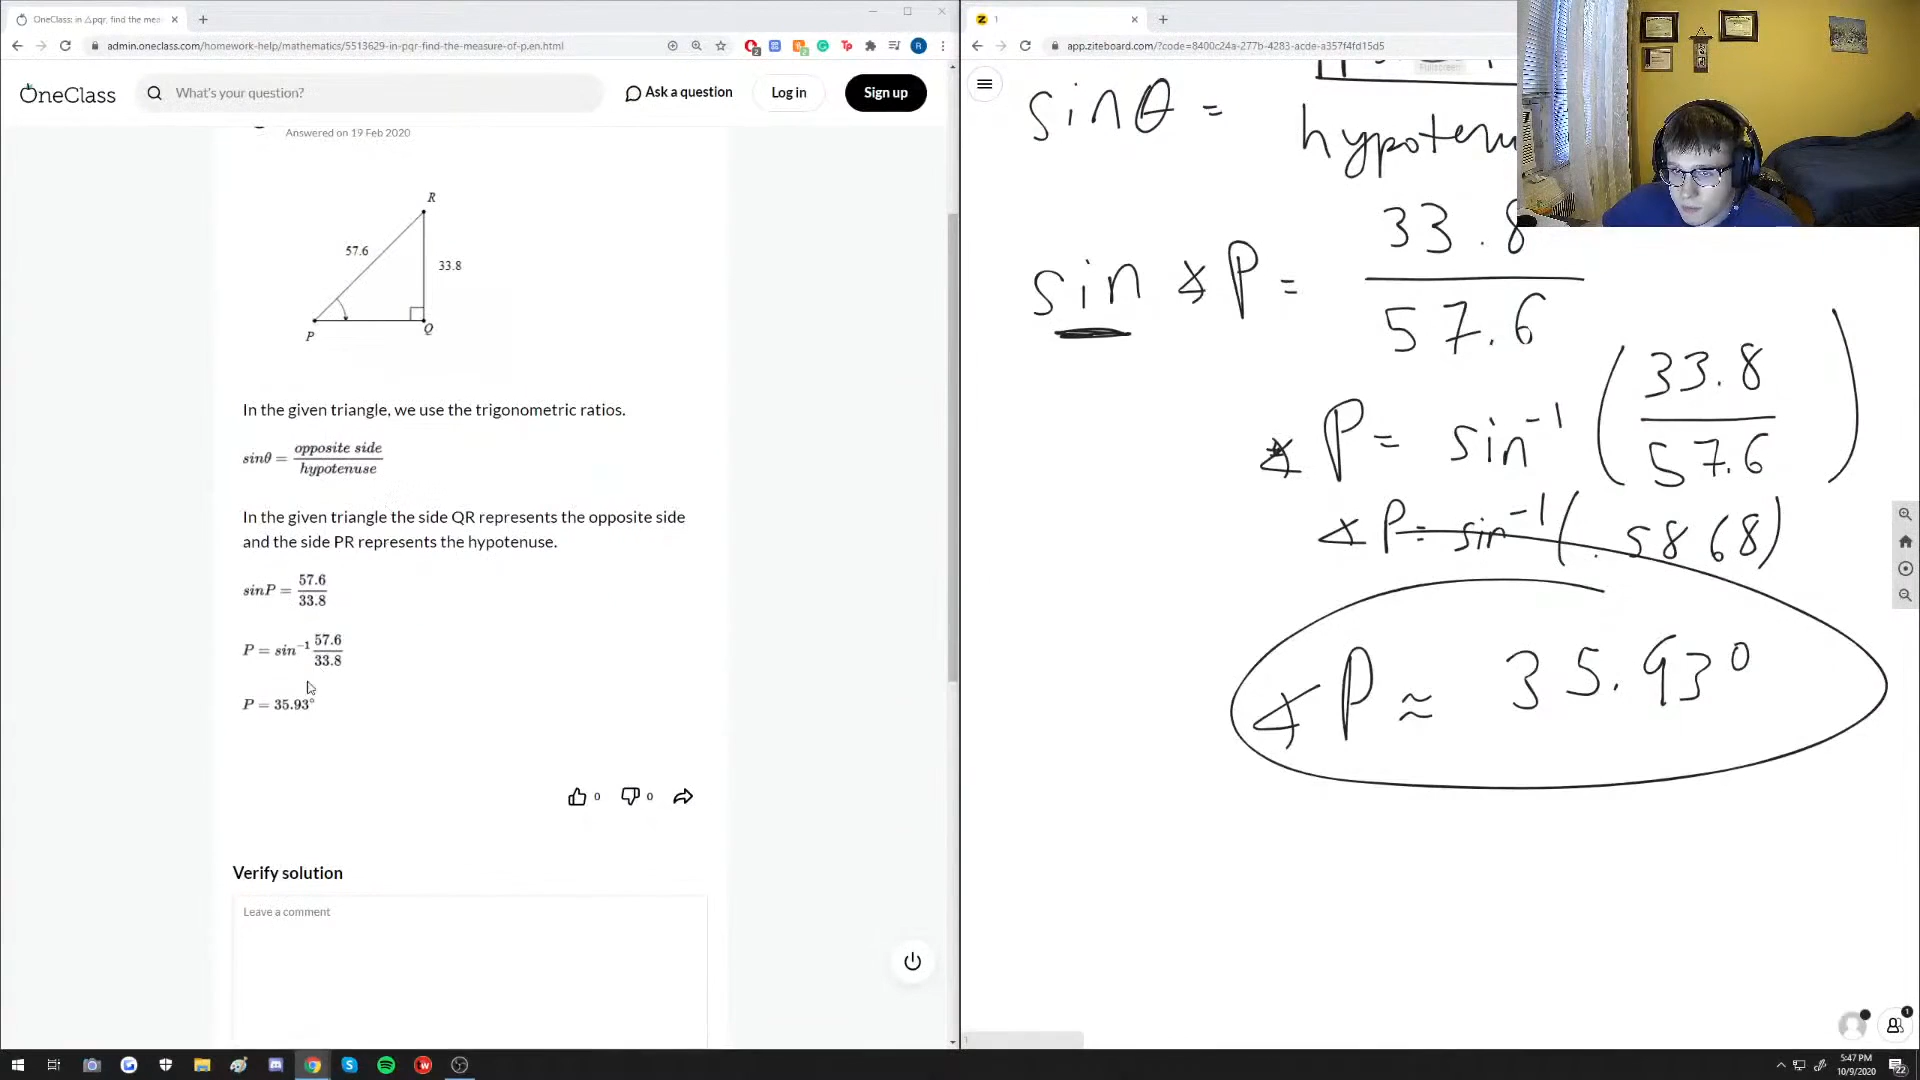 OneClass: in △pqr, find the mea
1
admin.oneclass.com/homework-help/mathematics/5513629-in-pqr-find-the-measure-of-p.en.html
app.ziteboard.com/?code=8400c24a-277b-4283-acde-a357f4fd15d5
Fullscreen
OneClass
What's your question?
Ask a question
Log in
Sign up
Answered on 19 Feb 2020
R
57.6
33.8
P
Q
In the given triangle, we use the trigonometric ratios.
sinθ = opposite side / hypotenuse
In the given triangle the side QR represents the opposite side
and the side PR represents the hypotenuse.
sinP = 57.6 / 33.8
P = sin⁻¹ 57.6 / 33.8
P = 35.93°
0
0
Verify solution
Leave a comment
sinθ =
hypotenu
sin ∡P = 33.8 / 57.6
∡P = sin⁻¹ (33.8 / 57.6)
∡P = sin⁻¹ (.5868)
∡P ≈ 35.93°
1
5:47 PM
10/9/2020
22